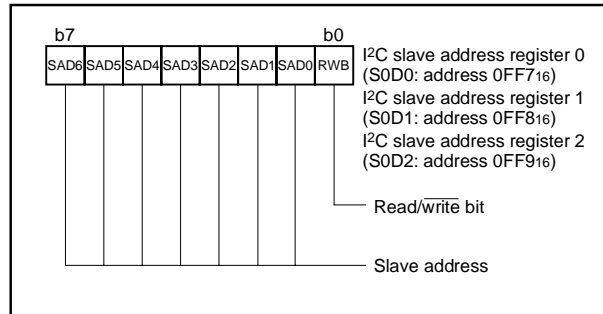 b7 b0
SAD6 SAD5 SAD4 SAD3 SAD2 SAD1 SAD0 RWB
I²C slave address register 0
(S0D0: address 0FF7₁₆)
I²C slave address register 1
(S0D1: address 0FF8₁₆)
I²C slave address register 2
(S0D2: address 0FF9₁₆)
Read/w̅r̅i̅t̅e̅ bit
Slave address